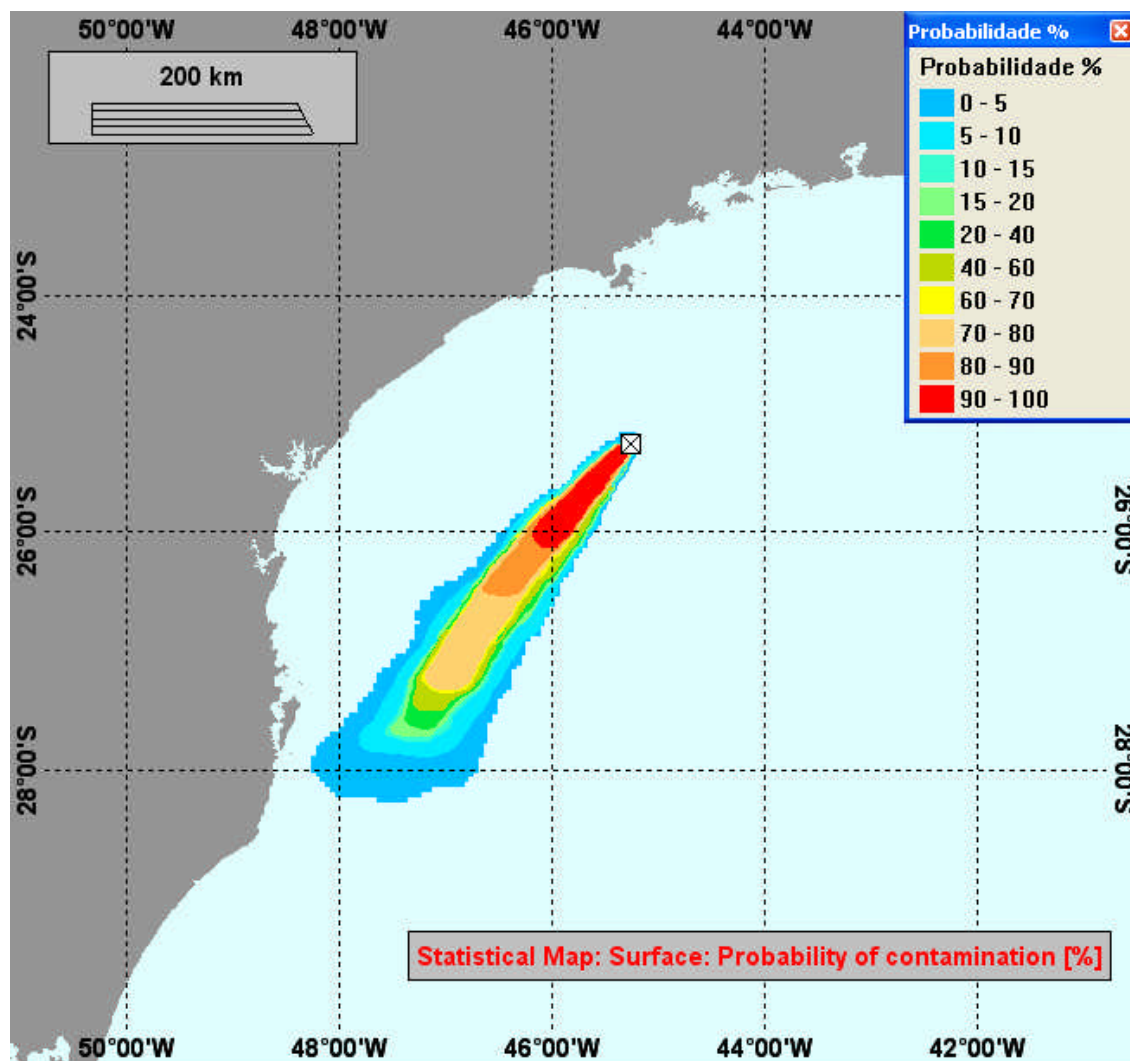 50°00'W 48°00'W 46°00'W 44°00'W
Probabilidade %
200 km
Probabilidade %
0 - 5
5 - 10
10 - 15
15 - 20
20 - 40
40 - 60
60 - 70
70 - 80
80 - 90
90 - 100
24°00'S
26°00'S
26°00'S
28°00'S
28°00'S
Statistical Map: Surface: Probability of contamination [%]
50°00'W 48°00'W 46°00'W 44°00'W 42°00'W